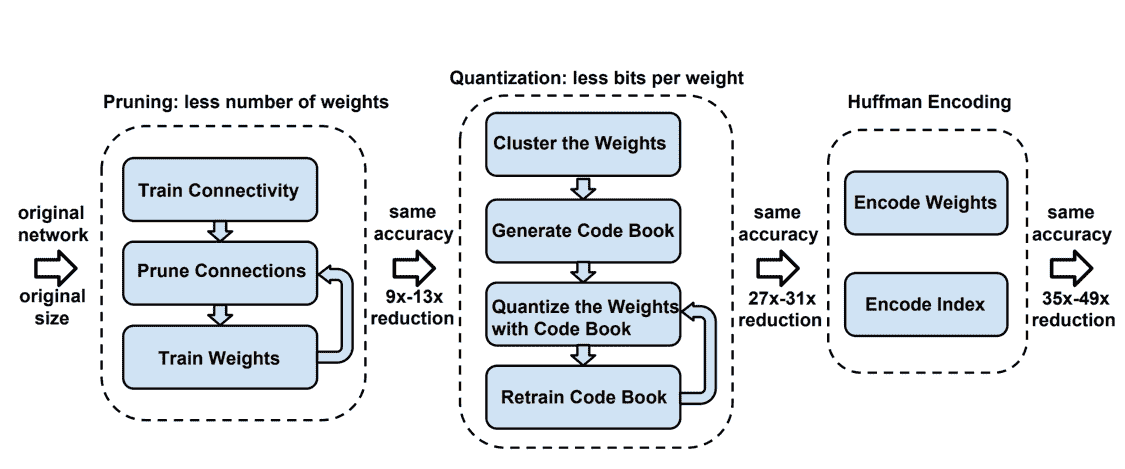 Pruning: less number of weights
Train Connectivity
Prune Connections
Train Weights
original
network
original
size
same
accuracy
9x-13x
reduction
Quantization: less bits per weight
Cluster the Weights
Generate Code Book
Quantize the Weights
with Code Book
Retrain Code Book
same
accuracy
27x-31x
reduction
Huffman Encoding
Encode Weights
Encode Index
same
accuracy
35x-49x
reduction